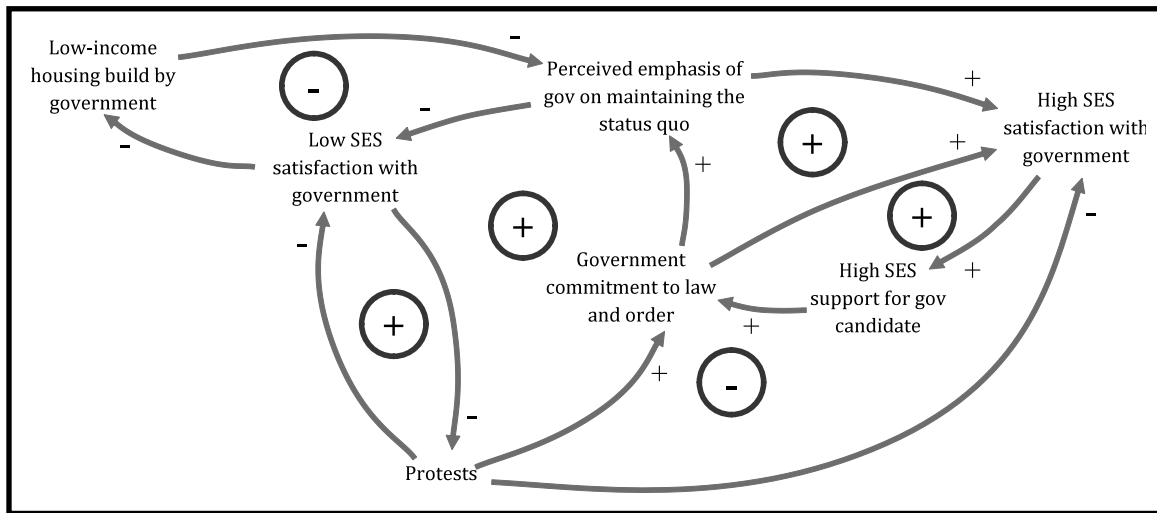 Low-income
housing build by
government
-
-
Perceived emphasis of
gov on maintaining the
status quo
+
High SES
satisfaction with
government
-
-
Low SES
satisfaction with
government
+
+
+
-
+
+
-
-
Government
commitment to law
and order
High SES
support for gov
candidate
+
+
+
+
-
-
Protests